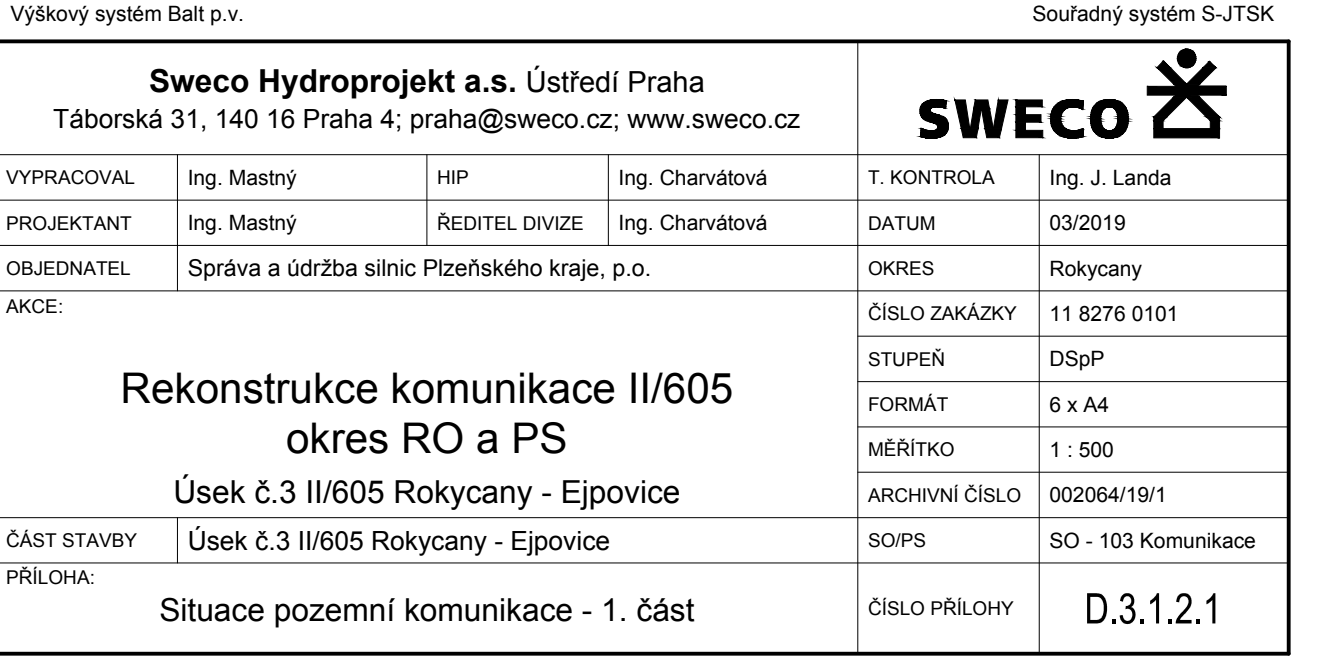 Výškový systém Balt p.v. Souřadný systém S-JTSK
Sweco Hydroprojekt a.s. Ústředí Praha
Táborská 31, 140 16 Praha 4; praha@sweco.cz; www.sweco.cz
SWECO
VYPRACOVAL Ing. Mastný HIP Ing. Charvátová T. KONTROLA Ing. J. Landa
PROJEKTANT Ing. Mastný ŘEDITEL DIVIZE Ing. Charvátová DATUM 03/2019
OBJEDNATEL Správa a údržba silnic Plzeňského kraje, p.o. OKRES Rokycany
AKCE:
Rekonstrukce komunikace II/605
okres RO a PS
Úsek č.3 II/605 Rokycany - Ejpovice
ČÍSLO ZAKÁZKY 11 8276 0101
STUPEŇ DSpP
FORMÁT 6 x A4
MĚŘÍTKO 1 : 500
ARCHIVNÍ ČÍSLO 002064/19/1
ČÁST STAVBY Úsek č.3 II/605 Rokycany - Ejpovice SO/PS SO - 103 Komunikace
PŘÍLOHA:
Situace pozemní komunikace - 1. část
ČÍSLO PŘÍLOHY D.3.1.2.1